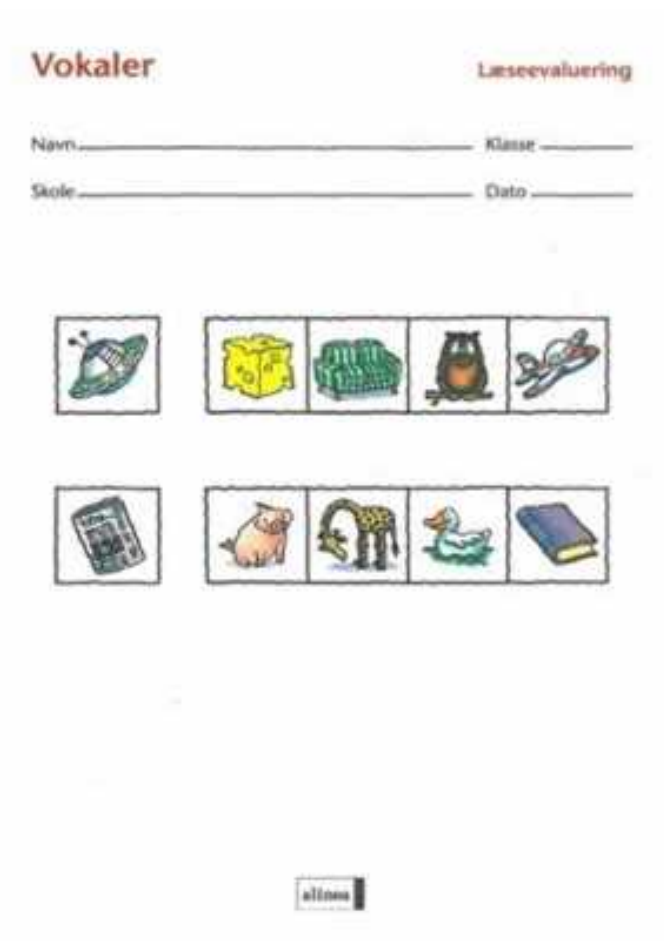 Vokaler
Læseevaluering
Navn
Klasse
Skole
Dato
alinea